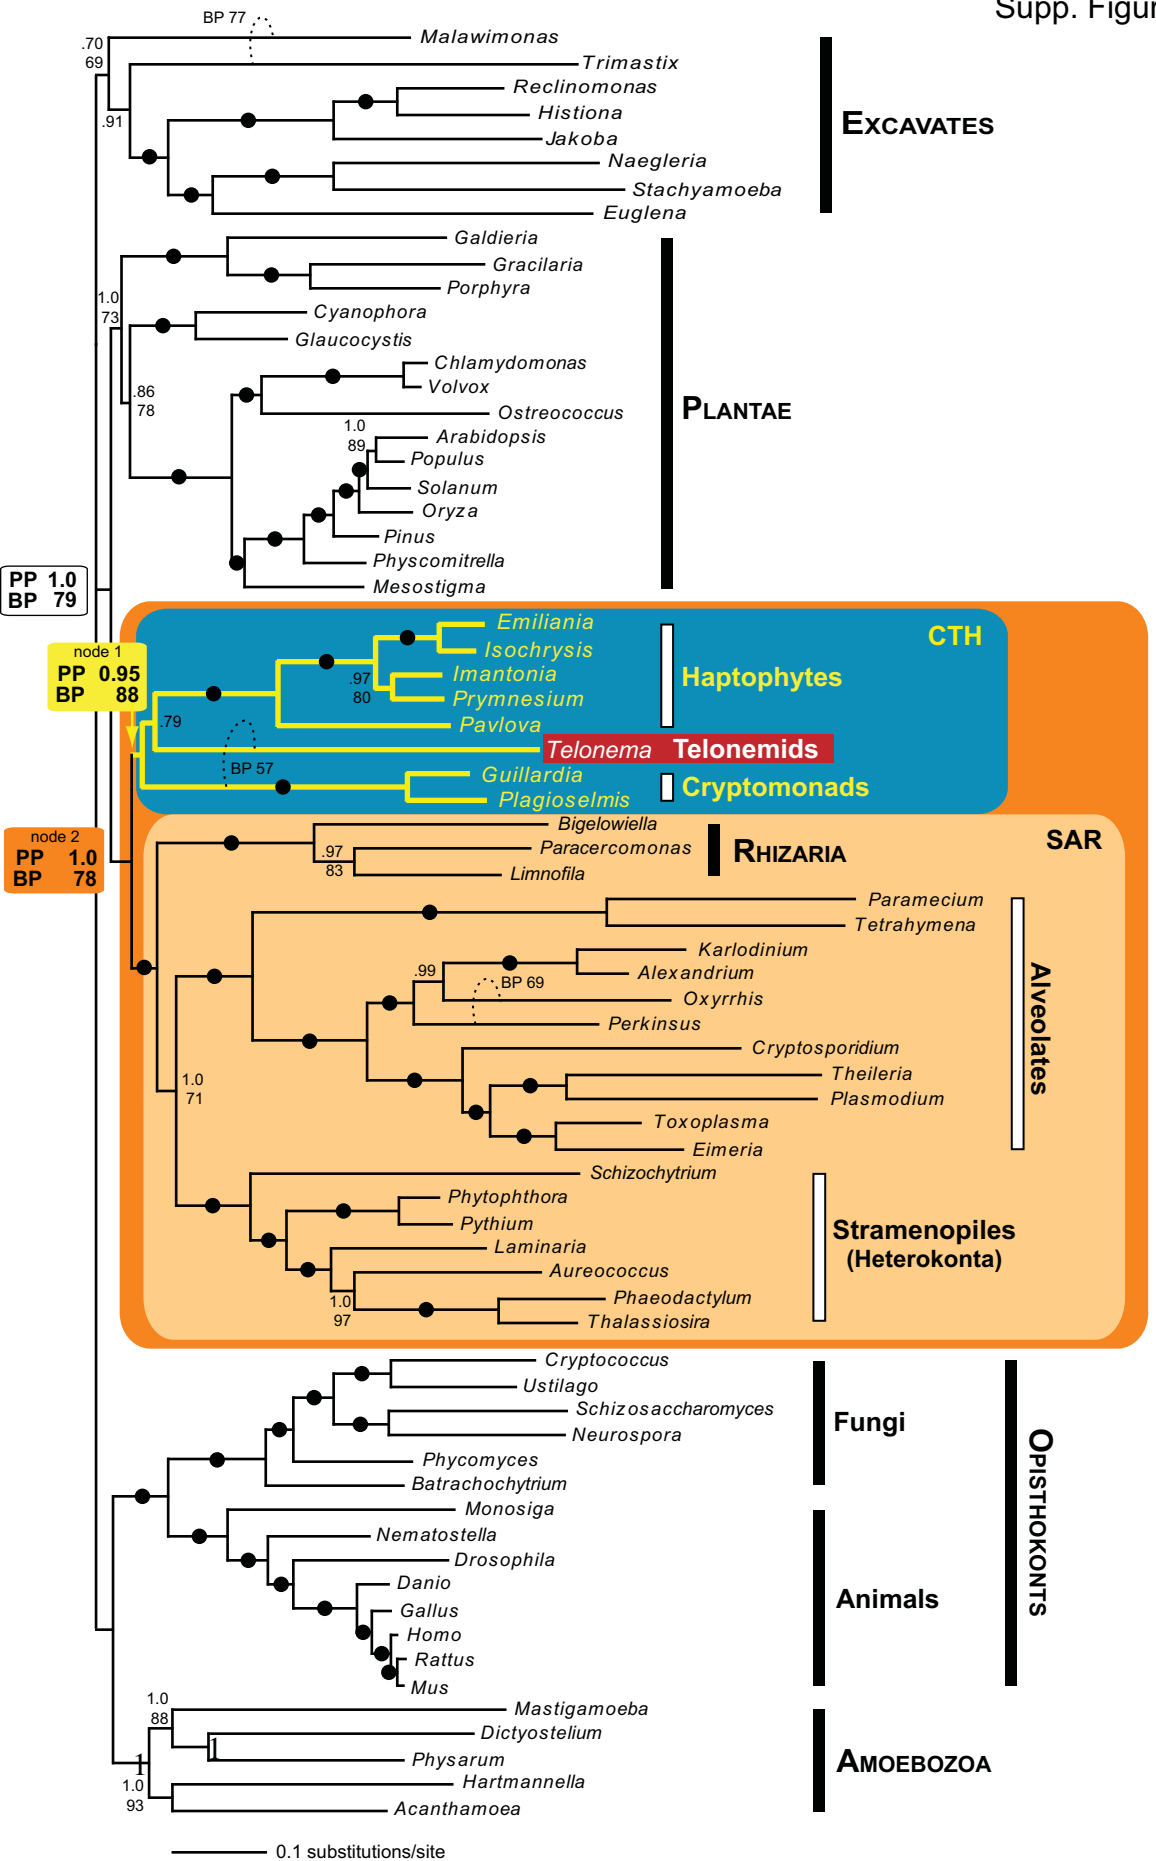 Supp. Figur
BP 77
Malawimonas
.70
69
Trimastix
Reclinomonas
Histiona
.91
Jakoba
Naegleria
Stachyamoeba
Euglena
EXCAVATES
Galdieria
Gracilaria
Porphyra
1.0
73
Cyanophora
Glaucocystis
Chlamydomonas
Volvox
.86
78
Ostreococcus
1.0
89
Arabidopsis
Populus
Solanum
Oryza
Pinus
Physcomitrella
Mesostigma
PLANTAE
PP 1.0
BP 79
node 1
PP 0.95
BP 88
CTH
Emiliania
Isochrysis
Imantonia
.97
80
Prymnesium
Pavlova
Haptophytes
.79
Telonema Telonemids
BP 57
Guillardia
Plagioselmis
Cryptomonads
node 2
PP 1.0
BP 78
SAR
Bigelowiella
.97
83
Paracercomonas
Limnofila
RHIZARIA
Paramecium
Tetrahymena
Karlodinium
.99
Alexandrium
BP 69
Oxyrrhis
Perkinsus
Cryptosporidium
Theileria
Plasmodium
1.0
71
Toxoplasma
Eimeria
Alveolates
Schizochytrium
Phytophthora
Pythium
Laminaria
Aureococcus
1.0
97
Phaeodactylum
Thalassiosira
Stramenopiles
(Heterokonta)
Cryptococcus
Ustilago
Schizosaccharomyces
Neurospora
Phycomyces
Batrachochytrium
Fungi
Monosiga
Nematostella
Drosophila
Danio
Gallus
Homo
Rattus
Mus
Animals
OPISTHOKONTS
1.0
88
Mastigamoeba
Dictyostelium
1
Physarum
1
1.0
93
Hartmannella
Acanthamoea
AMOEBOZOA
0.1 substitutions/site